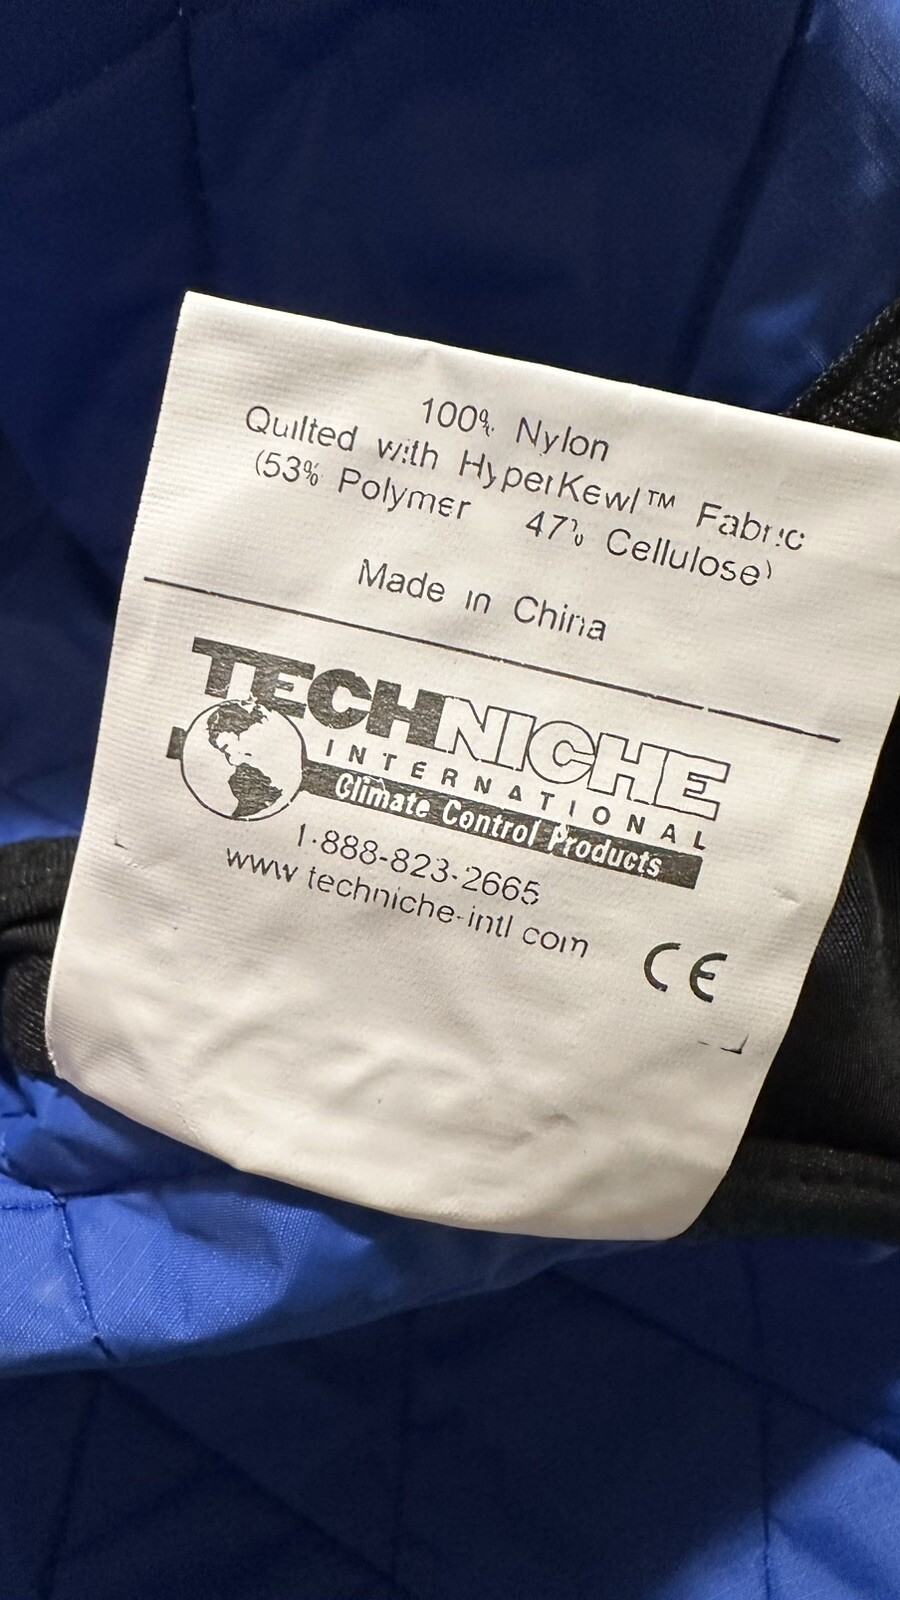 100% Nylon
Quilted with HyperKewl™ Fabric
(53% Polymer 47% Cellulose)
Made in China
TECHNICHE
INTERNATIONAL
Climate Control Products
1-888-823-2665
www.techniche-intl.com
CE